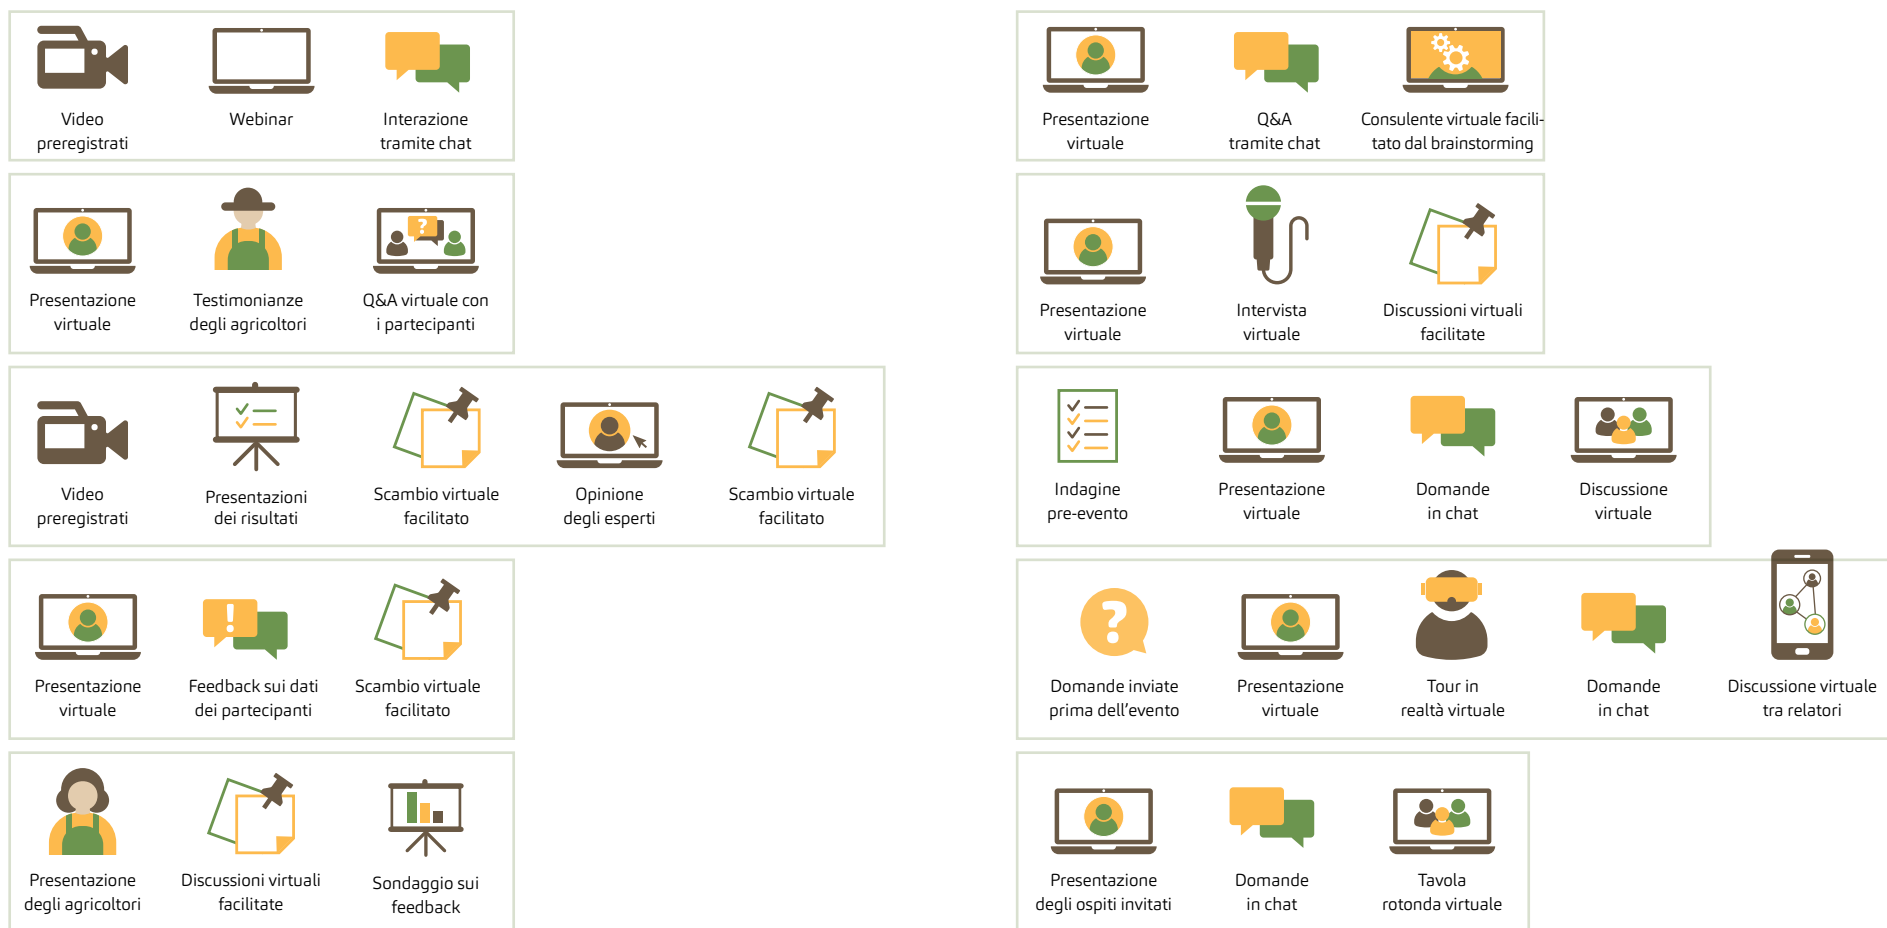 Video
preregistrati
Webinar
Interazione
tramite chat
Presentazione
virtuale
Testimonianze
degli agricoltori
?
Q&A virtuale con
i partecipanti
Video
preregistrati
Presentazioni
dei risultati
Scambio virtuale
facilitato
Opinione
degli esperti
Scambio virtuale
facilitato
Presentazione
virtuale
!
Feedback sui dati
dei partecipanti
Scambio virtuale
facilitato
Presentazione
degli agricoltori
Discussioni virtuali
facilitate
Sondaggio sui
feedback
Presentazione
virtuale
Q&A
tramite chat
Consulente virtuale facili-
tato dal brainstorming
Presentazione
virtuale
Intervista
virtuale
Discussioni virtuali
facilitate
Indagine
pre-evento
Presentazione
virtuale
Domande
in chat
Discussione
virtuale
?
Domande inviate
prima dell'evento
Presentazione
virtuale
Tour in
realtà virtuale
Domande
in chat
Discussione virtuale
tra relatori
Presentazione
degli ospiti invitati
Domande
in chat
Tavola
rotonda virtuale